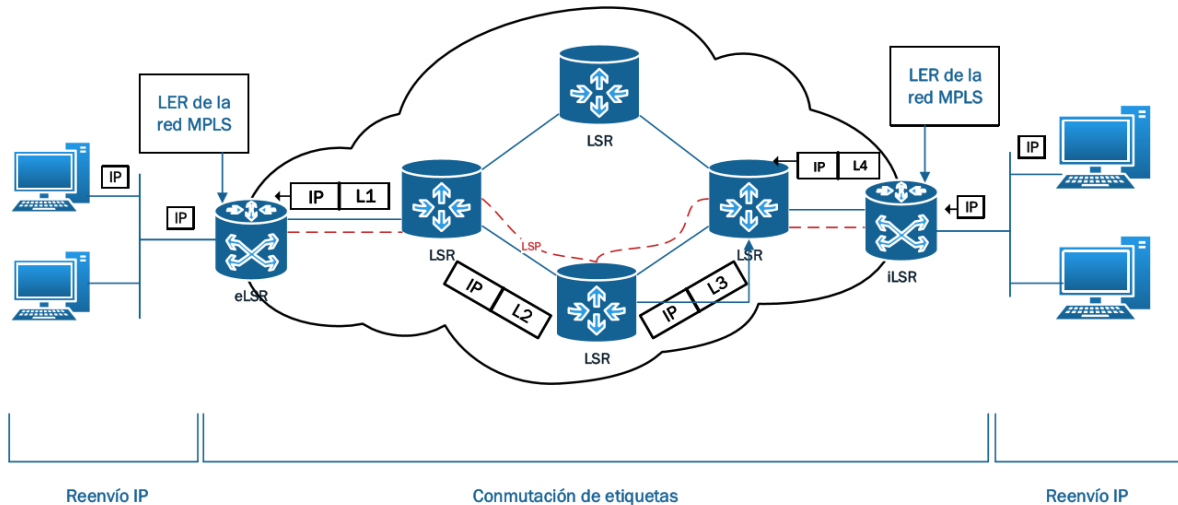 LER de la
red MPLS
LER de la
red MPLS
LSR
IP
IP
IP L4
IP L1
IP
IP
LSP
LSR
LSR
iLSR
eLSR
IP L2
IP L3
LSR
Reenvío IP
Conmutación de etiquetas
Reenvío IP